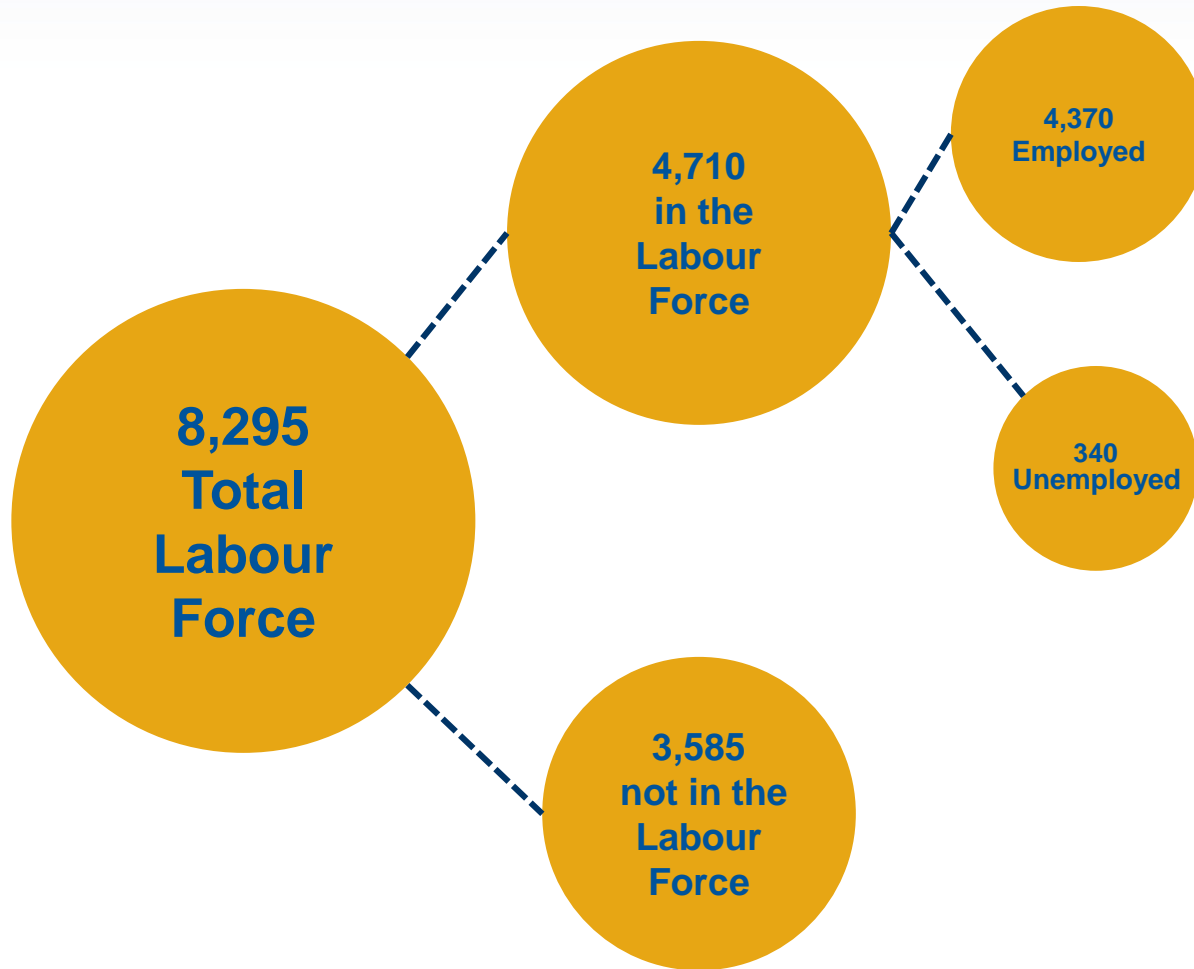 8,295
Total
Labour
Force
4,710
in the
Labour
Force
4,370
Employed
340
Unemployed
3,585
not in the
Labour
Force